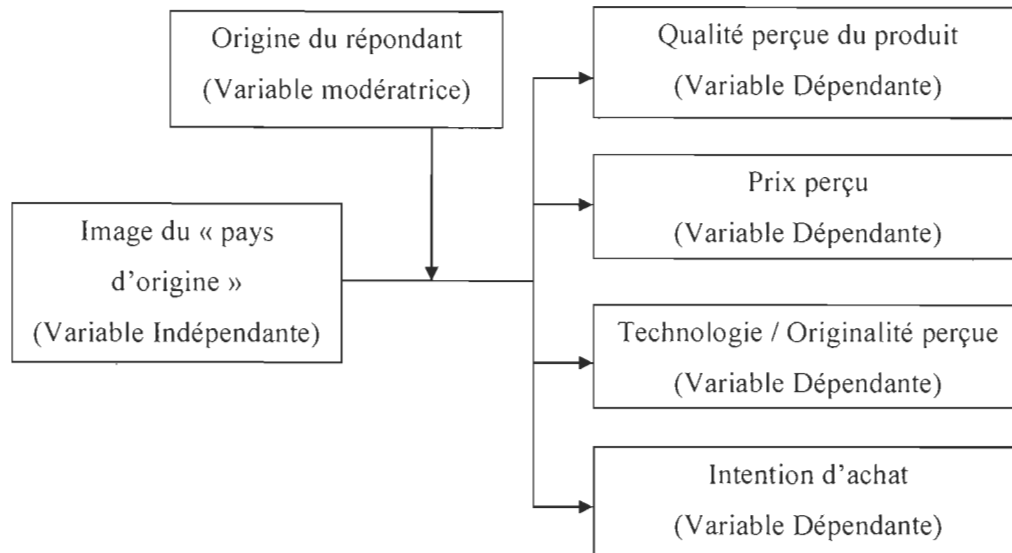 Origine du répondant
(Variable modératrice)
Image du « pays
d'origine »
(Variable Indépendante)
Qualité perçue du produit
(Variable Dépendante)
Prix perçu
(Variable Dépendante)
Technologie / Originalité perçue
(Variable Dépendante)
Intention d'achat
(Variable Dépendante)